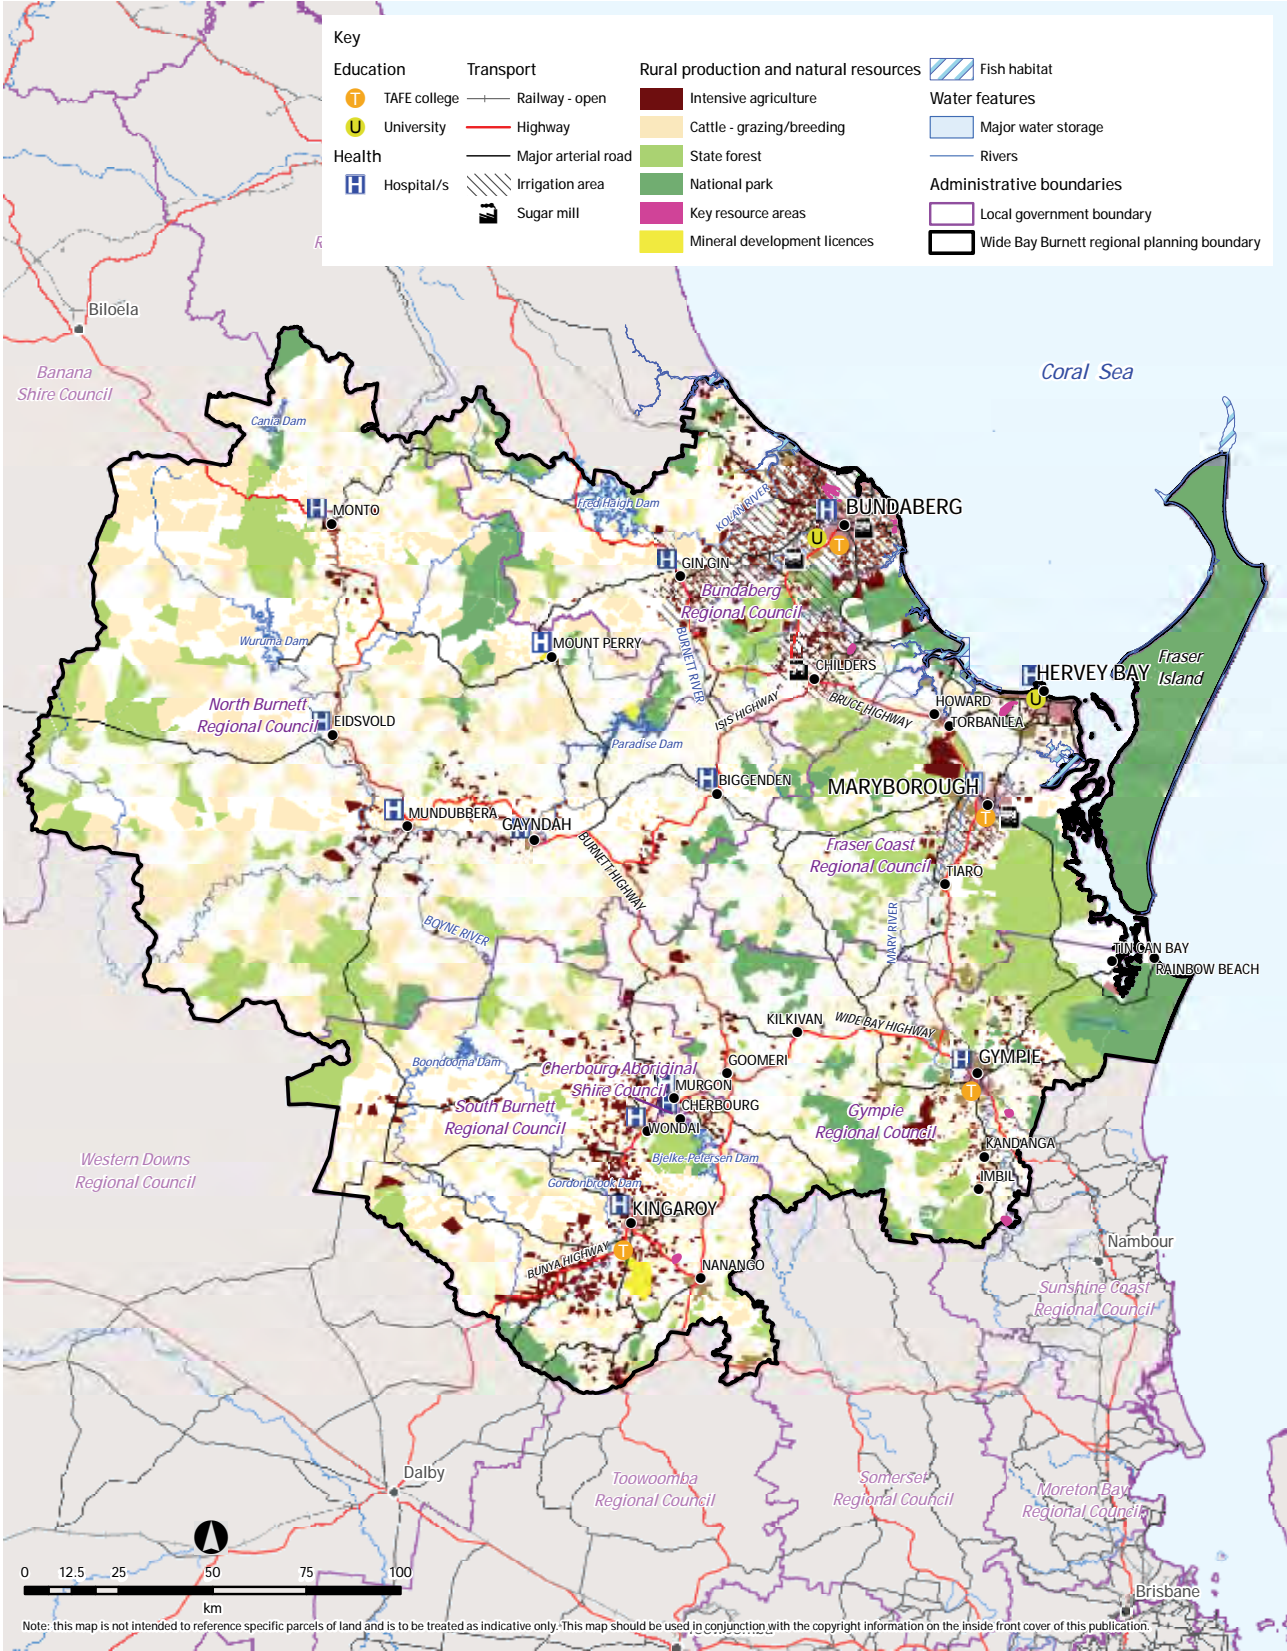 Key
Education
TAFE college
University
Health
Hospital/s
Transport
Railway - open
Highway
Major arterial road
Irrigation area
Sugar mill
Rural production and natural resources
Intensive agriculture
Cattle - grazing/breeding
State forest
National park
Key resource areas
Mineral development licences
Fish habitat
Water features
Major water storage
Rivers
Administrative boundaries
Local government boundary
Wide Bay Burnett regional planning boundary
Biloela
Banana
Shire Council
Coral Sea
Cania Dam
MONTO
Fred Haigh Dam
KOLAN RIVER
BUNDABERG
GIN GIN
Bundaberg
Regional Council
Wuruma Dam
MOUNT PERRY
BURNETT RIVER
CHILDERS
HERVEY BAY
Fraser
Island
North Burnett
Regional Council
EIDSVOLD
ISIS HIGHWAY
BRUCE HIGHWAY
HOWARD
TORBANLEA
Paradise Dam
BIGGENDEN
MARYBOROUGH
MUNDUBBERA
GAYNDAH
BURNETT HIGHWAY
Fraser Coast
Regional Council
TIARO
BOYNE RIVER
MARY RIVER
TIN CAN BAY
RAINBOW BEACH
KILKIVAN
WIDE BAY HIGHWAY
Boondooma Dam
Cherbourg Aboriginal
Shire Council
GOOMERI
GYMPIE
MURGON
CHERBOURG
South Burnett
Regional Council
WONDAI
Gympie
Regional Council
KANDANGA
Bjelke-Petersen Dam
IMBIL
Western Downs
Regional Council
Gordonbrook Dam
KINGAROY
BUNYA HIGHWAY
NANANGO
Nambour
Sunshine Coast
Regional Council
Dalby
Toowoomba
Regional Council
Somerset
Regional Council
Moreton Bay
Regional Council
0 12.5 25 50 75 100
km
Brisbane
Note: this map is not intended to reference specific parcels of land and is to be treated as indicative only. This map should be used in conjunction with the copyright information on the inside front cover of this publication.